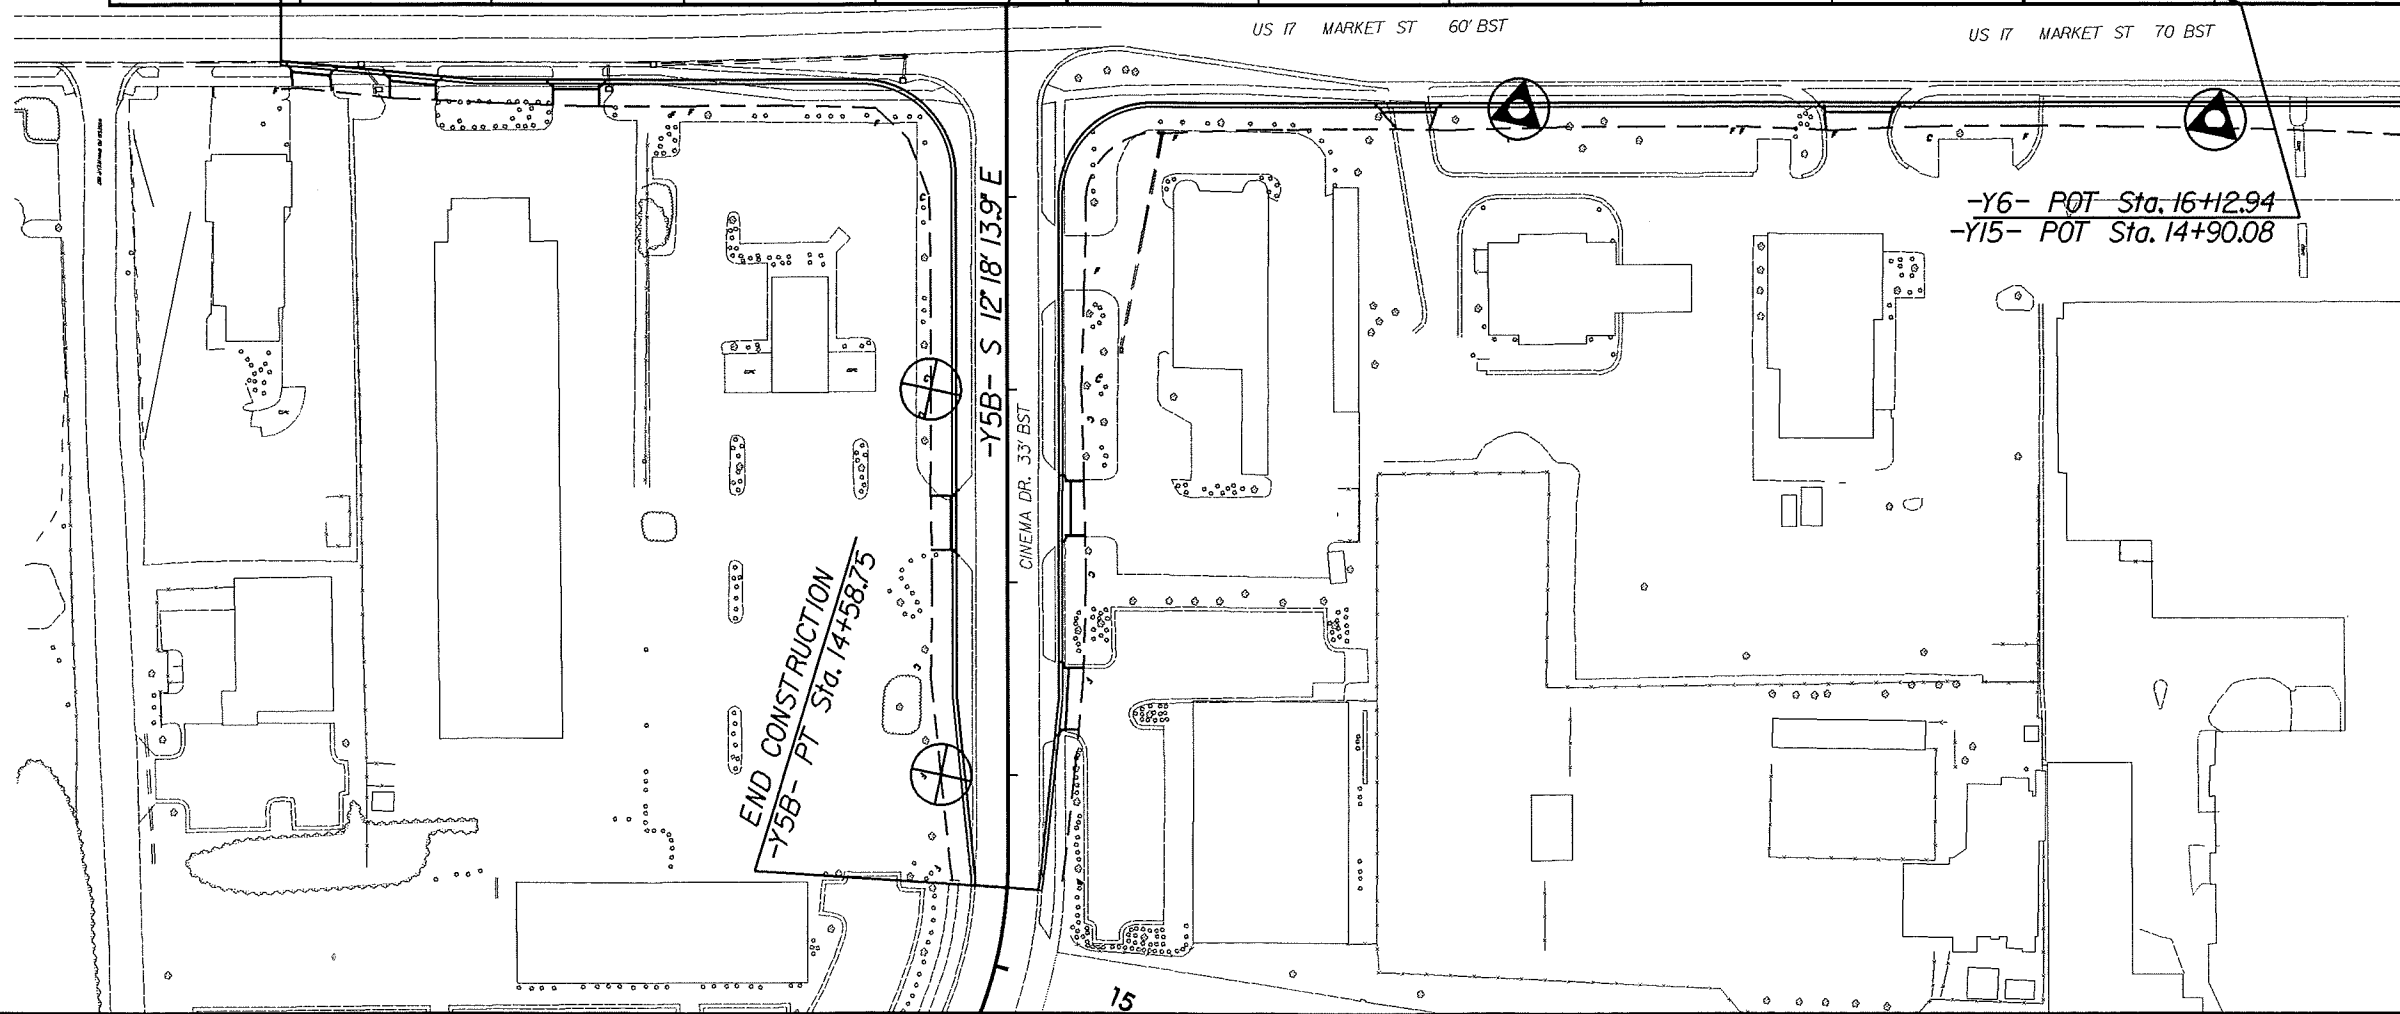 US 17 MARKET ST 60' BST
US 17 MARKET ST 70 BST
-Y6- POT Sta. 16+12.94
-Y15- POT Sta. 14+90.08
-Y5B- S 12° 18' 13.9" E
CINEMA DR. 33' BST
END CONSTRUCTION
-Y5B- PT Sta. 14+58.75
15